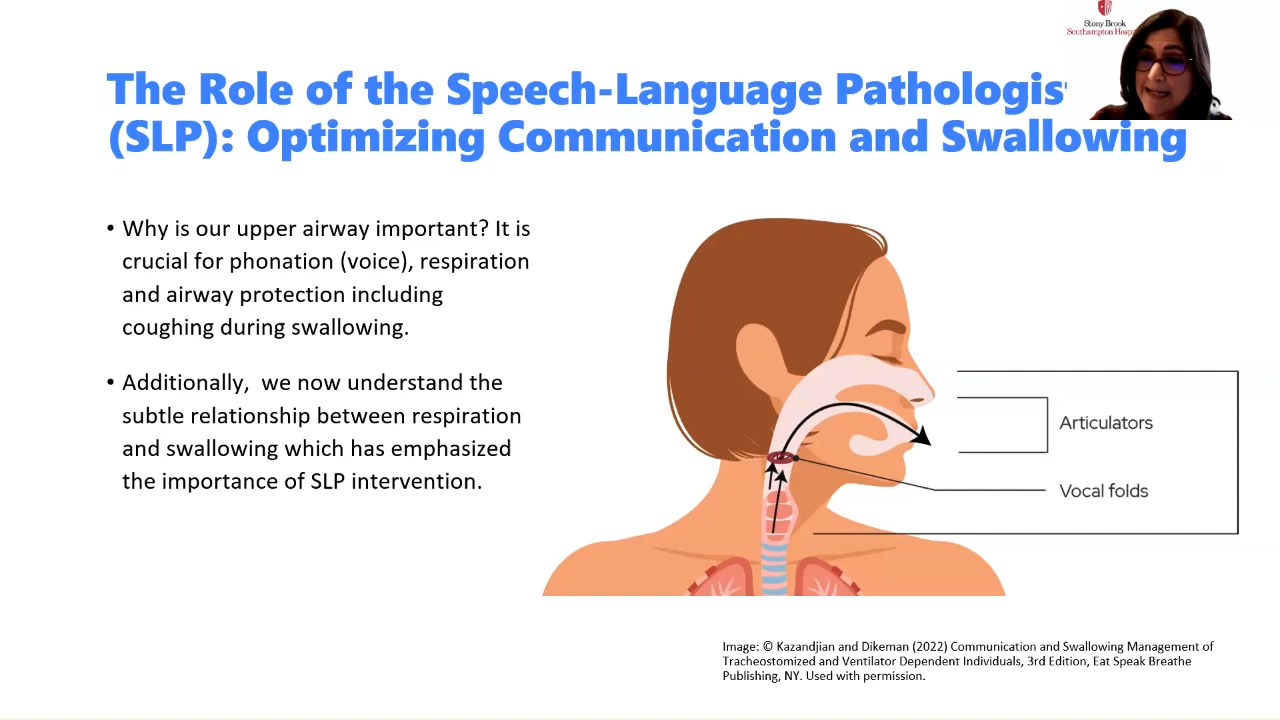 Stony Brook
Southampton Hosp
The Role of the Speech-Language Pathologist
(SLP): Optimizing Communication and Swallowing
• Why is our upper airway important? It is
crucial for phonation (voice), respiration
and airway protection including
coughing during swallowing.
• Additionally, we now understand the
subtle relationship between respiration
and swallowing which has emphasized
the importance of SLP intervention.
Articulators
Vocal folds
Image: © Kazandjian and Dikeman (2022) Communication and Swallowing Management of
Tracheostomized and Ventilator Dependent Individuals, 3rd Edition, Eat Speak Breathe
Publishing, NY. Used with permission.